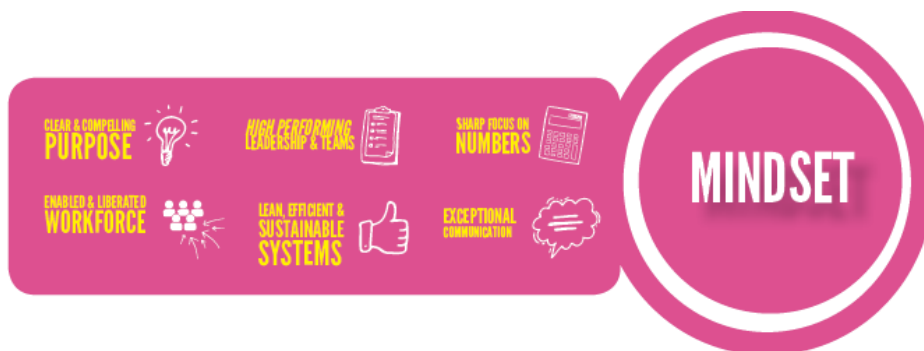 CLEAR & COMPELLING
PURPOSE
HIGH PERFORMING
LEADERSHIP & TEAMS
SHARP FOCUS ON
NUMBERS
ENABLED & LIBERATED
WORKFORCE
LEAN, EFFICIENT &
SUSTAINABLE
SYSTEMS
EXCEPTIONAL
COMMUNICATION
MINDSET